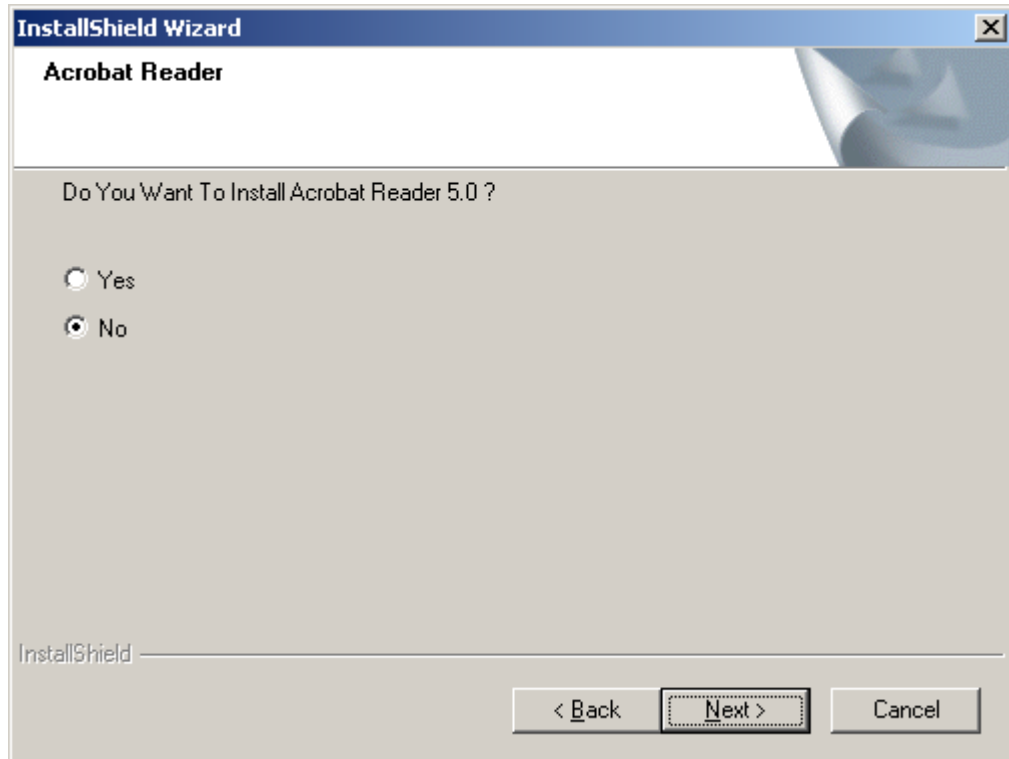 InstallShield Wizard
Acrobat Reader
Do You Want To Install Acrobat Reader 5.0 ?
Yes
No
InstallShield
< Back Next > Cancel